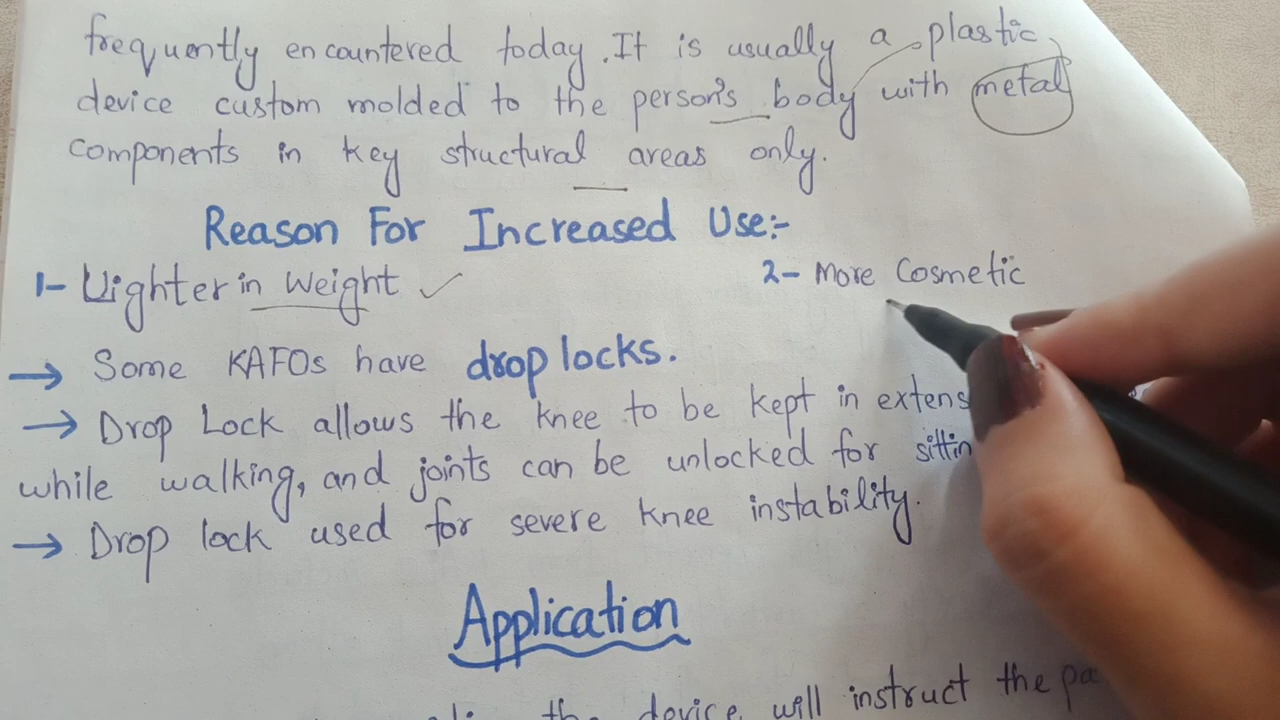 frequently encountered today. It is usually a plastic
device custom molded to the person's body with metal
components in key structural areas only.
Reason For Increased Use:-
1- Lighter in Weight ✓
2- More Cosmetic
→ Some KAFOs have drop locks.
→ Drop Lock allows the knee to be kept in extens
while walking, and joints can be unlocked for sittin
→ Drop lock used for severe knee instability.
Application
the device will instruct the pa